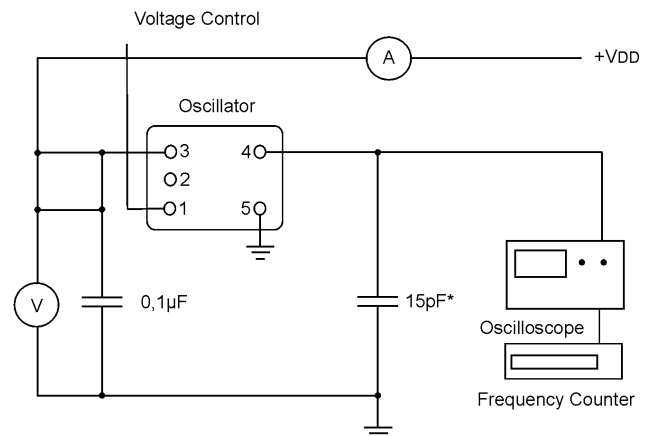 Voltage Control
A
+VDD
Oscillator
3
4
2
1
5
V
0,1µF
15pF*
Oscilloscope
Frequency Counter